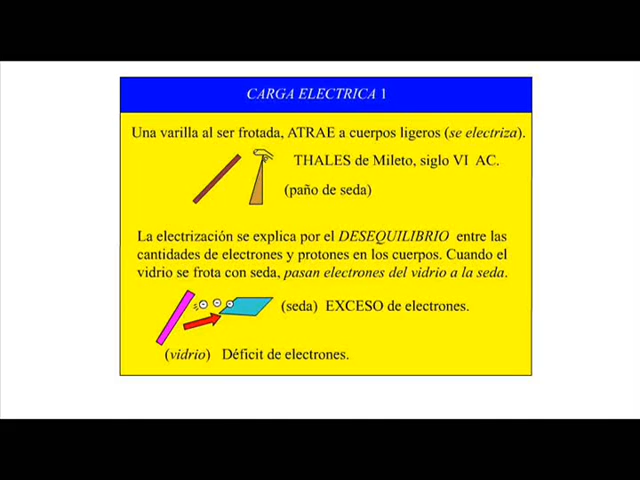 CARGA ELECTRICA 1
Una varilla al ser frotada, ATRAE a cuerpos ligeros (se electriza).
THALES de Mileto, siglo VI AC.
(paño de seda)
La electrización se explica por el DESEQUILIBRIO entre las
cantidades de electrones y protones en los cuerpos. Cuando el
vidrio se frota con seda, pasan electrones del vidrio a la seda.
(seda) EXCESO de electrones.
(vidrio) Déficit de electrones.